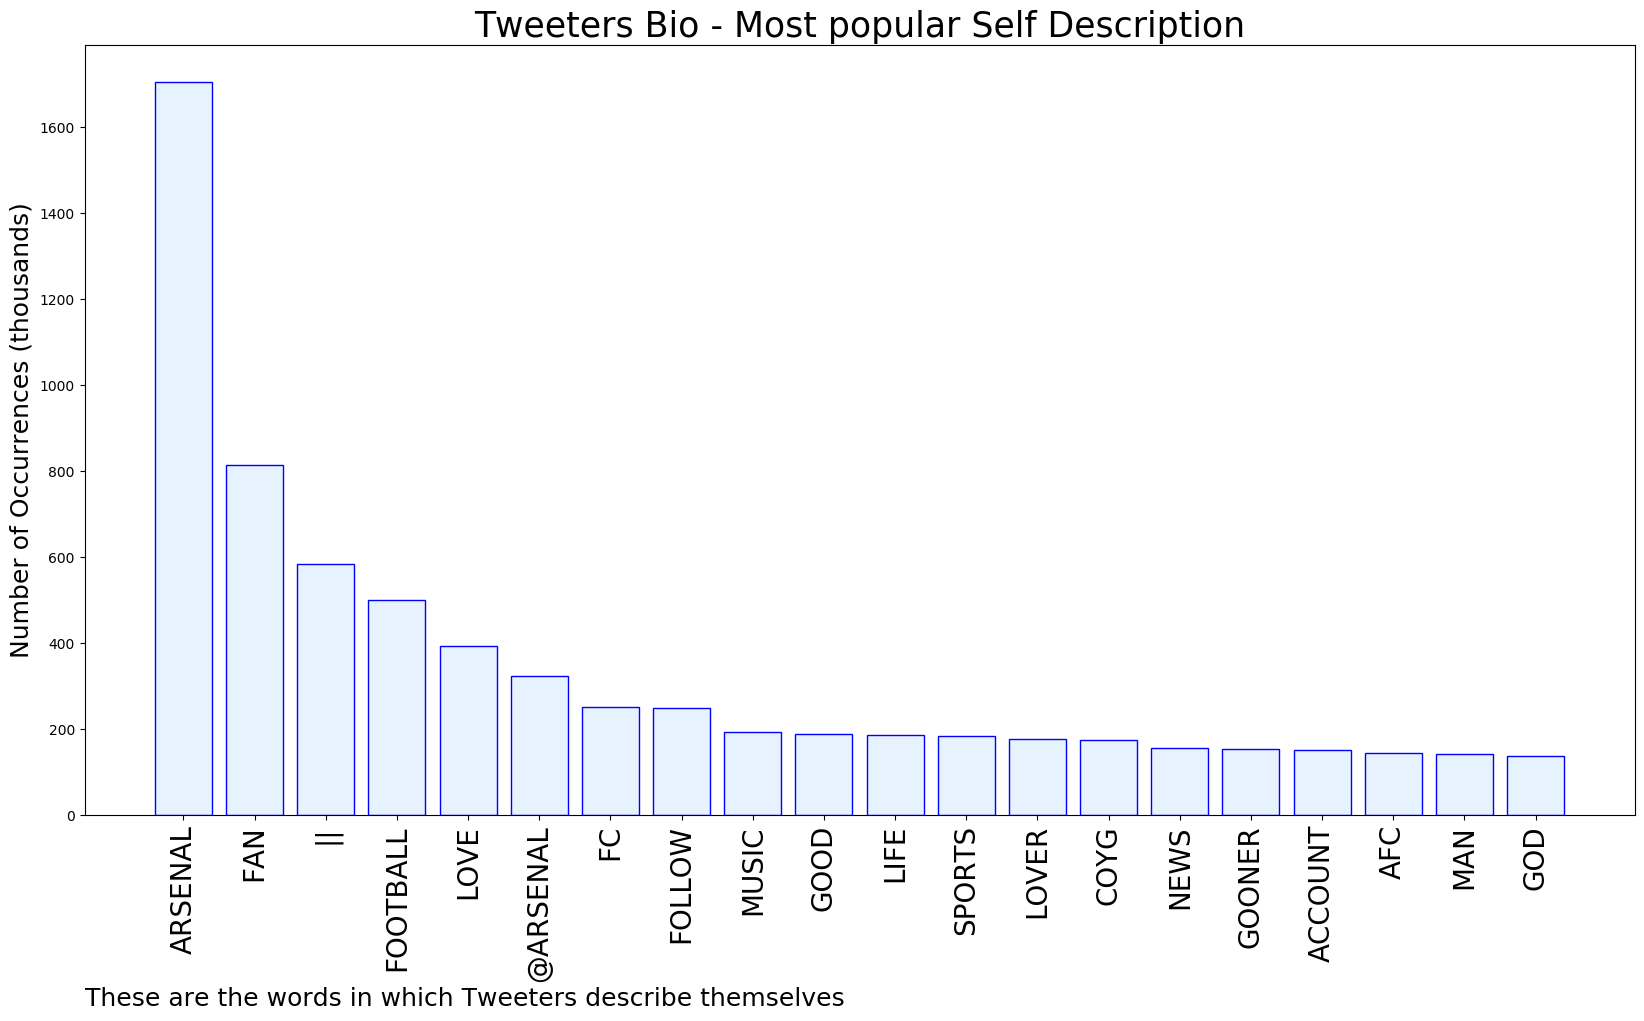 Tweeters Bio - Most popular Self Description
Number of Occurrences (thousands)
1600
1400
1200
1000
800
600
400
200
0
ARSENAL
FAN
||
FOOTBALL
LOVE
@ARSENAL
FC
FOLLOW
MUSIC
GOOD
LIFE
SPORTS
LOVER
COYG
NEWS
GOONER
ACCOUNT
AFC
MAN
GOD
These are the words in which Tweeters describe themselves